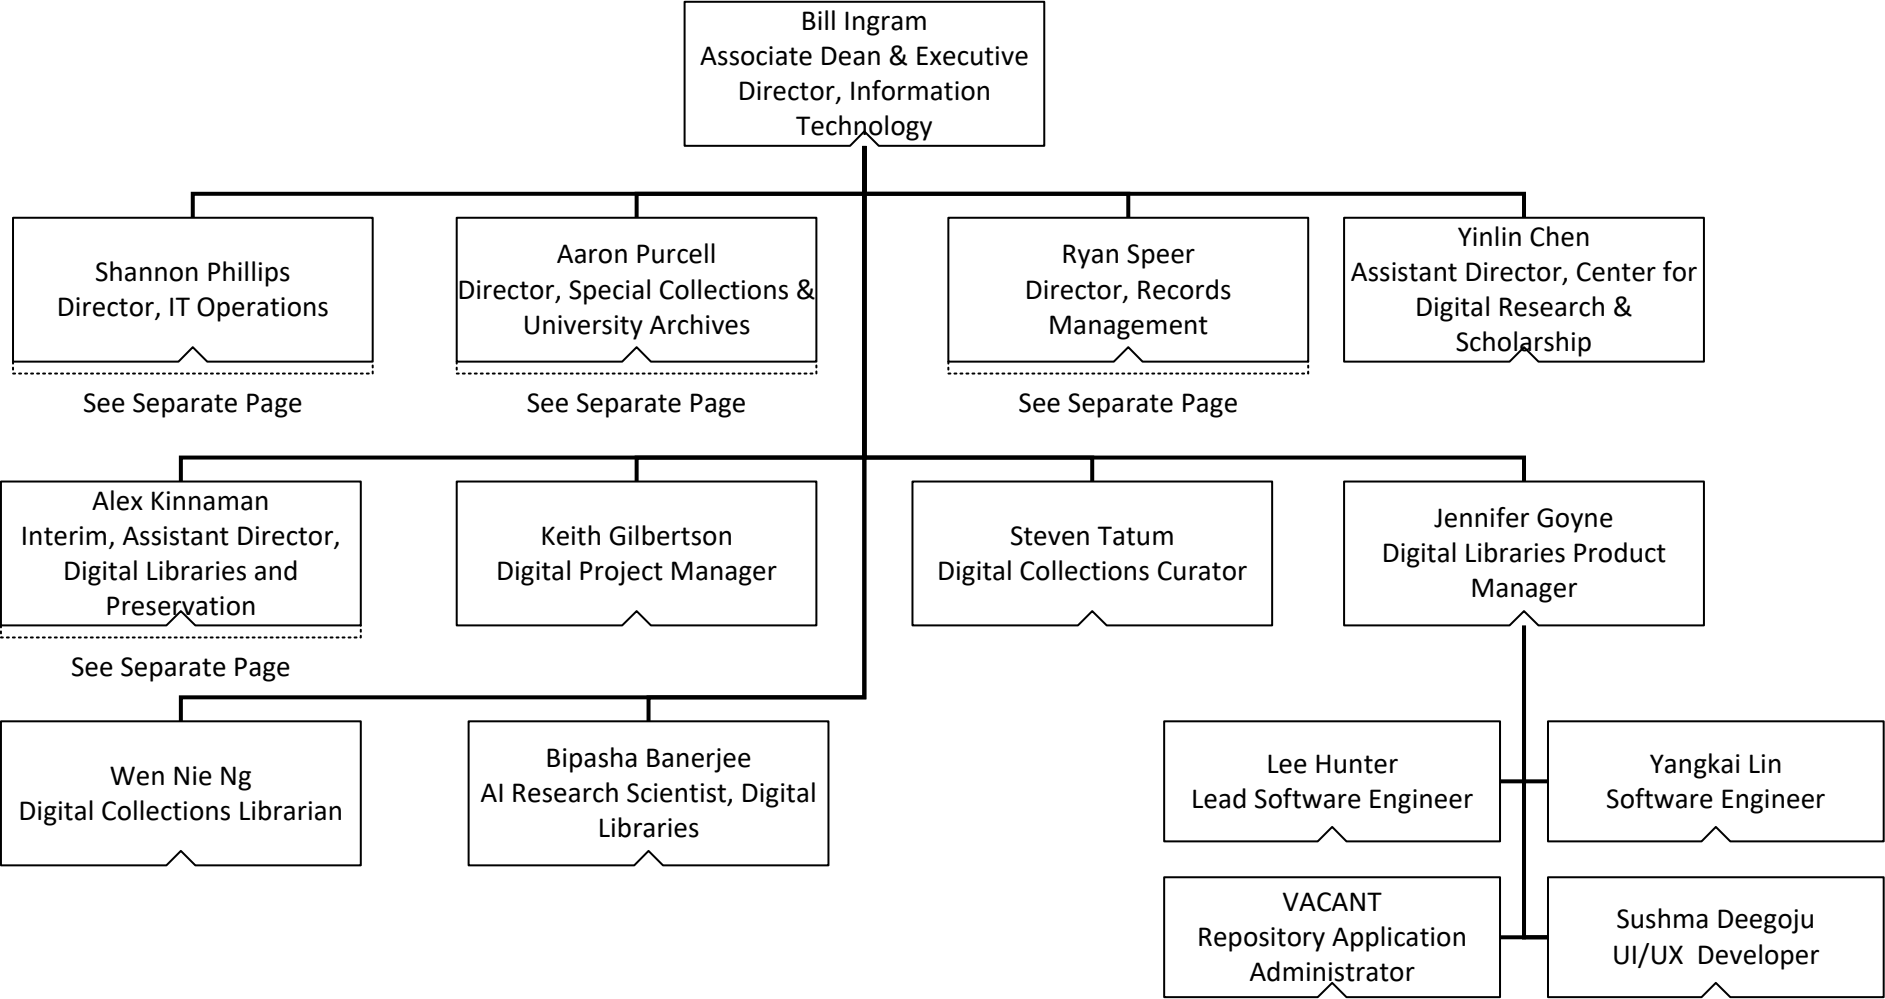 Bill Ingram
Associate Dean & Executive
Director, Information
Technology
Shannon Phillips
Director, IT Operations
See Separate Page
Aaron Purcell
Director, Special Collections &
University Archives
See Separate Page
Ryan Speer
Director, Records
Management
See Separate Page
Yinlin Chen
Assistant Director, Center for
Digital Research &
Scholarship
Alex Kinnaman
Interim, Assistant Director,
Digital Libraries and
Preservation
See Separate Page
Keith Gilbertson
Digital Project Manager
Steven Tatum
Digital Collections Curator
Jennifer Goyne
Digital Libraries Product
Manager
Wen Nie Ng
Digital Collections Librarian
Bipasha Banerjee
AI Research Scientist, Digital
Libraries
Lee Hunter
Lead Software Engineer
Yangkai Lin
Software Engineer
VACANT
Repository Application
Administrator
Sushma Deegoju
UI/UX  Developer